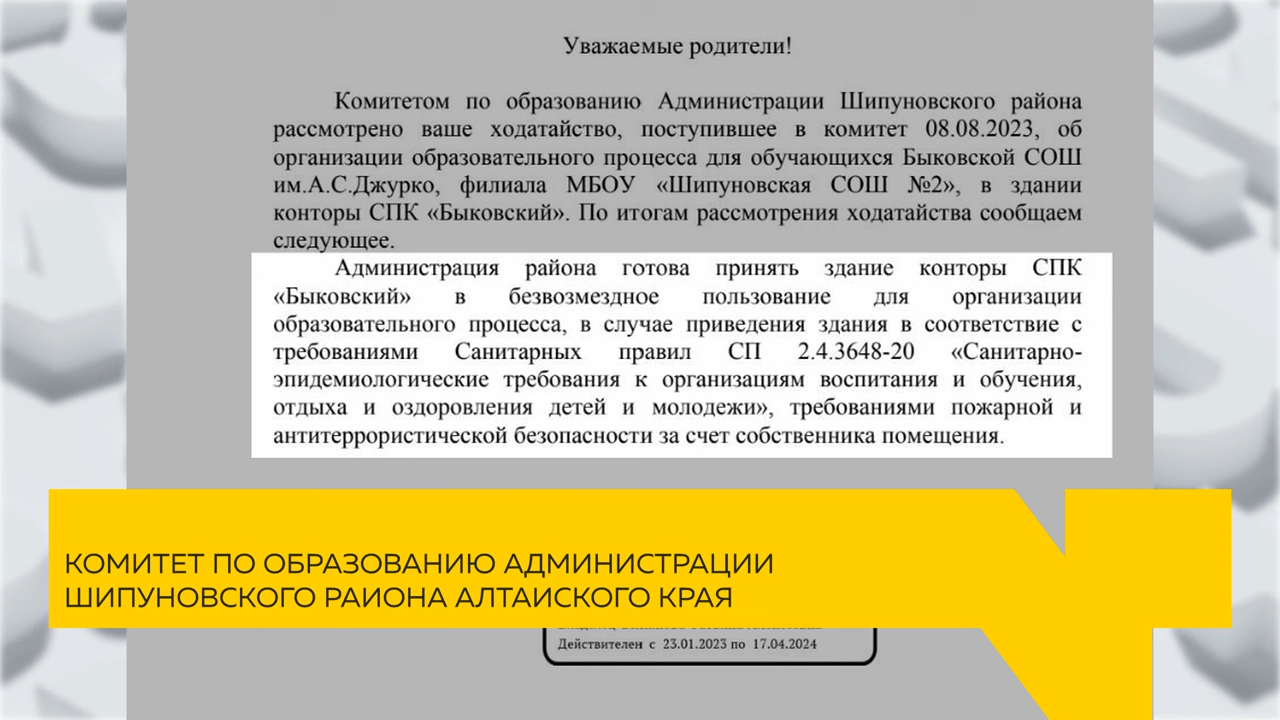 Уважаемые родители!
Комитетом по образованию Администрации Шипуновского района
рассмотрено ваше ходатайство, поступившее в комитет 08.08.2023, об
организации образовательного процесса для обучающихся Быковской СОШ
им.А.С.Джурко, филиала МБОУ «Шипуновская СОШ №2», в здании
конторы СПК «Быковский». По итогам рассмотрения ходатайства сообщаем
следующее.
Администрация района готова принять здание конторы СПК
«Быковский» в безвозмездное пользование для организации
образовательного процесса, в случае приведения здания в соответствие с
требованиями Санитарных правил СП 2.4.3648-20 «Санитарно-
эпидемиологические требования к организациям воспитания и обучения,
отдыха и оздоровления детей и молодежи», требованиями пожарной и
антитеррористической безопасности за счет собственника помещения.
КОМИТЕТ ПО ОБРАЗОВАНИЮ АДМИНИСТРАЦИИ
ШИПУНОВСКОГО РАИОНА АЛТАИСКОГО КРАЯ
Действителен с 23.01.2023 по 17.04.2024